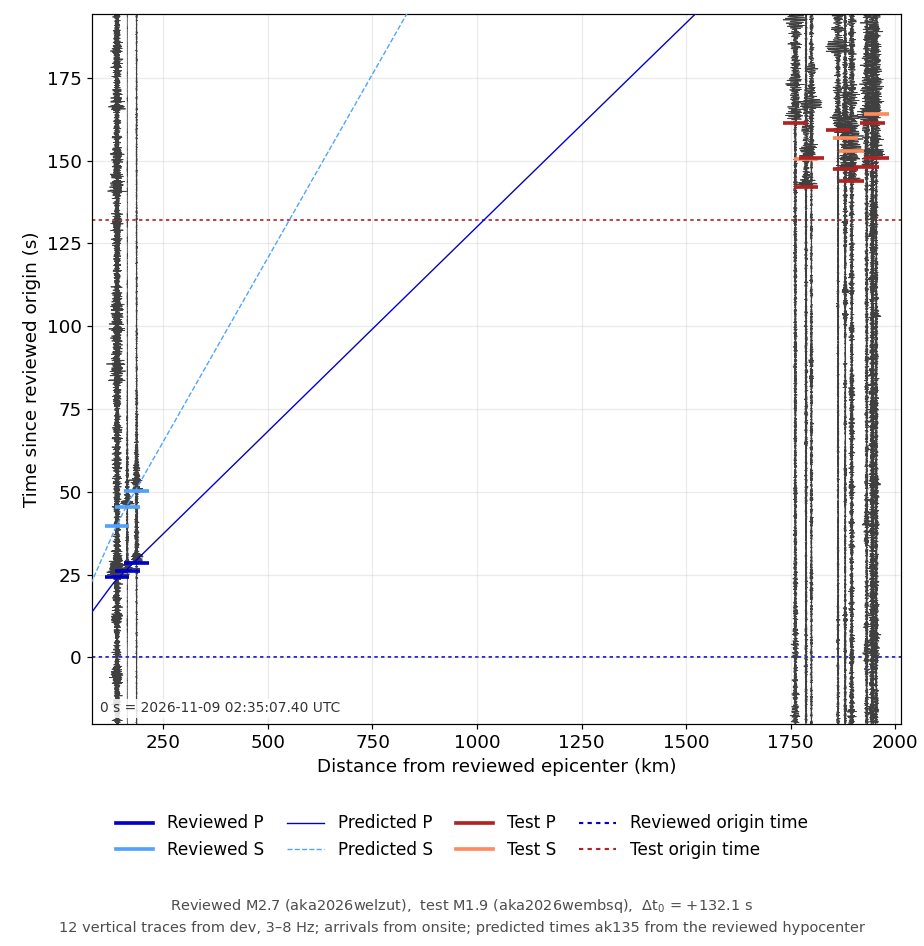 175
150
125
100
75
50
25
0
Time since reviewed origin (s)
0 s = 2026-11-09 02:35:07.40 UTC
250 500 750 1000 1250 1500 1750 2000
Distance from reviewed epicenter (km)
Reviewed P Predicted P Test P Reviewed origin time
Reviewed S Predicted S Test S Test origin time
Reviewed M2.7 (aka2026welzut), test M1.9 (aka2026wembsq), Δt₀ = +132.1 s
12 vertical traces from dev, 3–8 Hz; arrivals from onsite; predicted times ak135 from the reviewed hypocenter